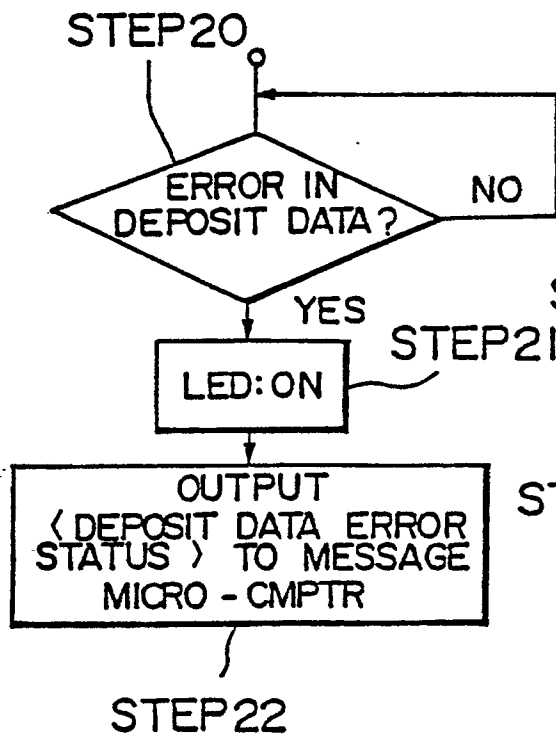 STEP20
ERROR IN
DEPOSIT DATA?
NO
YES
STEP21
LED: ON
OUTPUT
〈DEPOSIT DATA ERROR
STATUS〉 TO MESSAGE
MICRO-CMPTR
STEP22